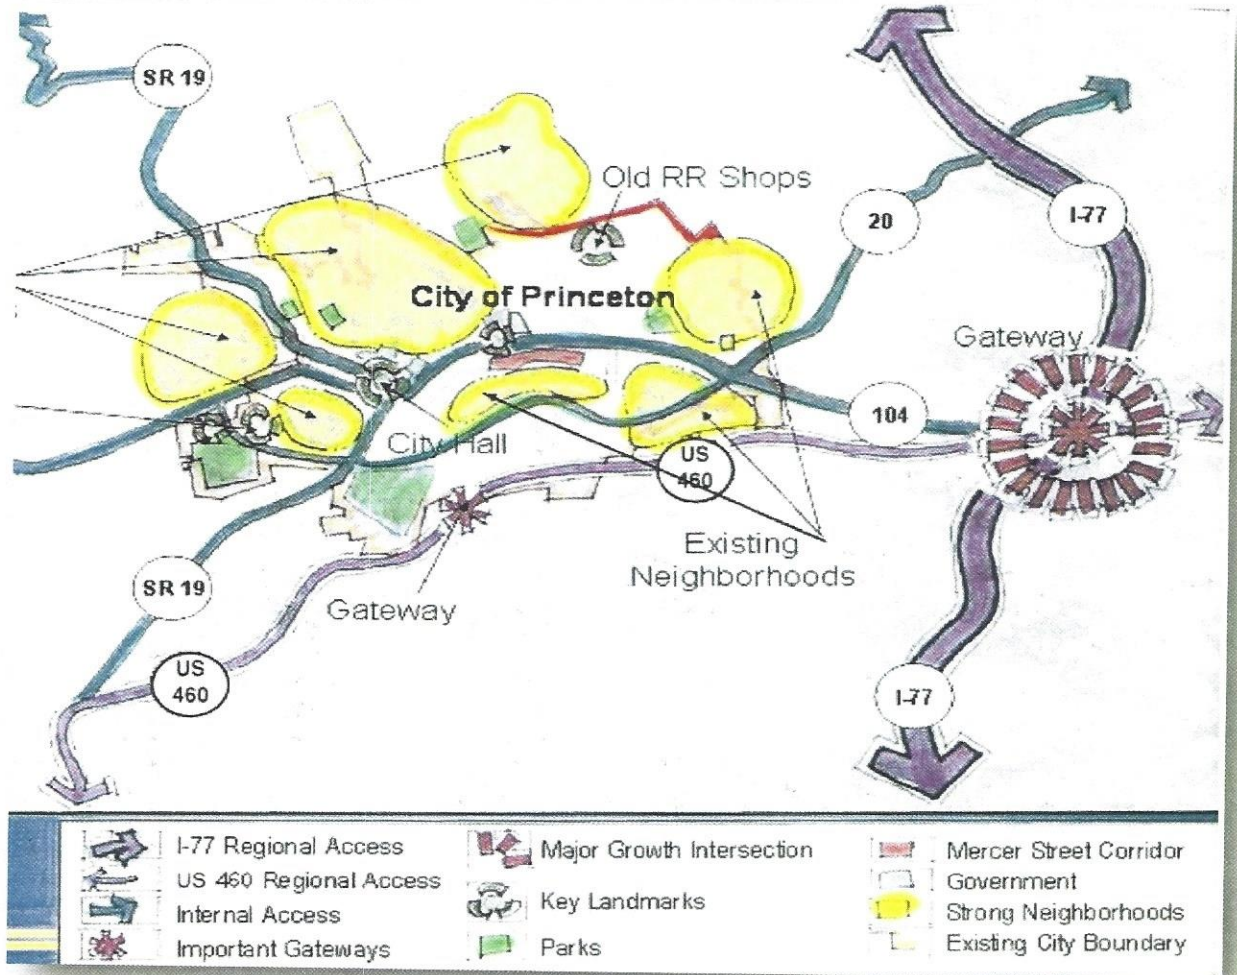 SR 19
Old RR Shops
20
I-77
City of Princeton
Gateway
104
City Hall
US
460
Existing
Neighborhoods
SR 19
Gateway
US
460
I-77
I-77 Regional Access
US 460 Regional Access
Internal Access
Important Gateways
Major Growth Intersection
Key Landmarks
Parks
Mercer Street Corridor
Government
Strong Neighborhoods
Existing City Boundary